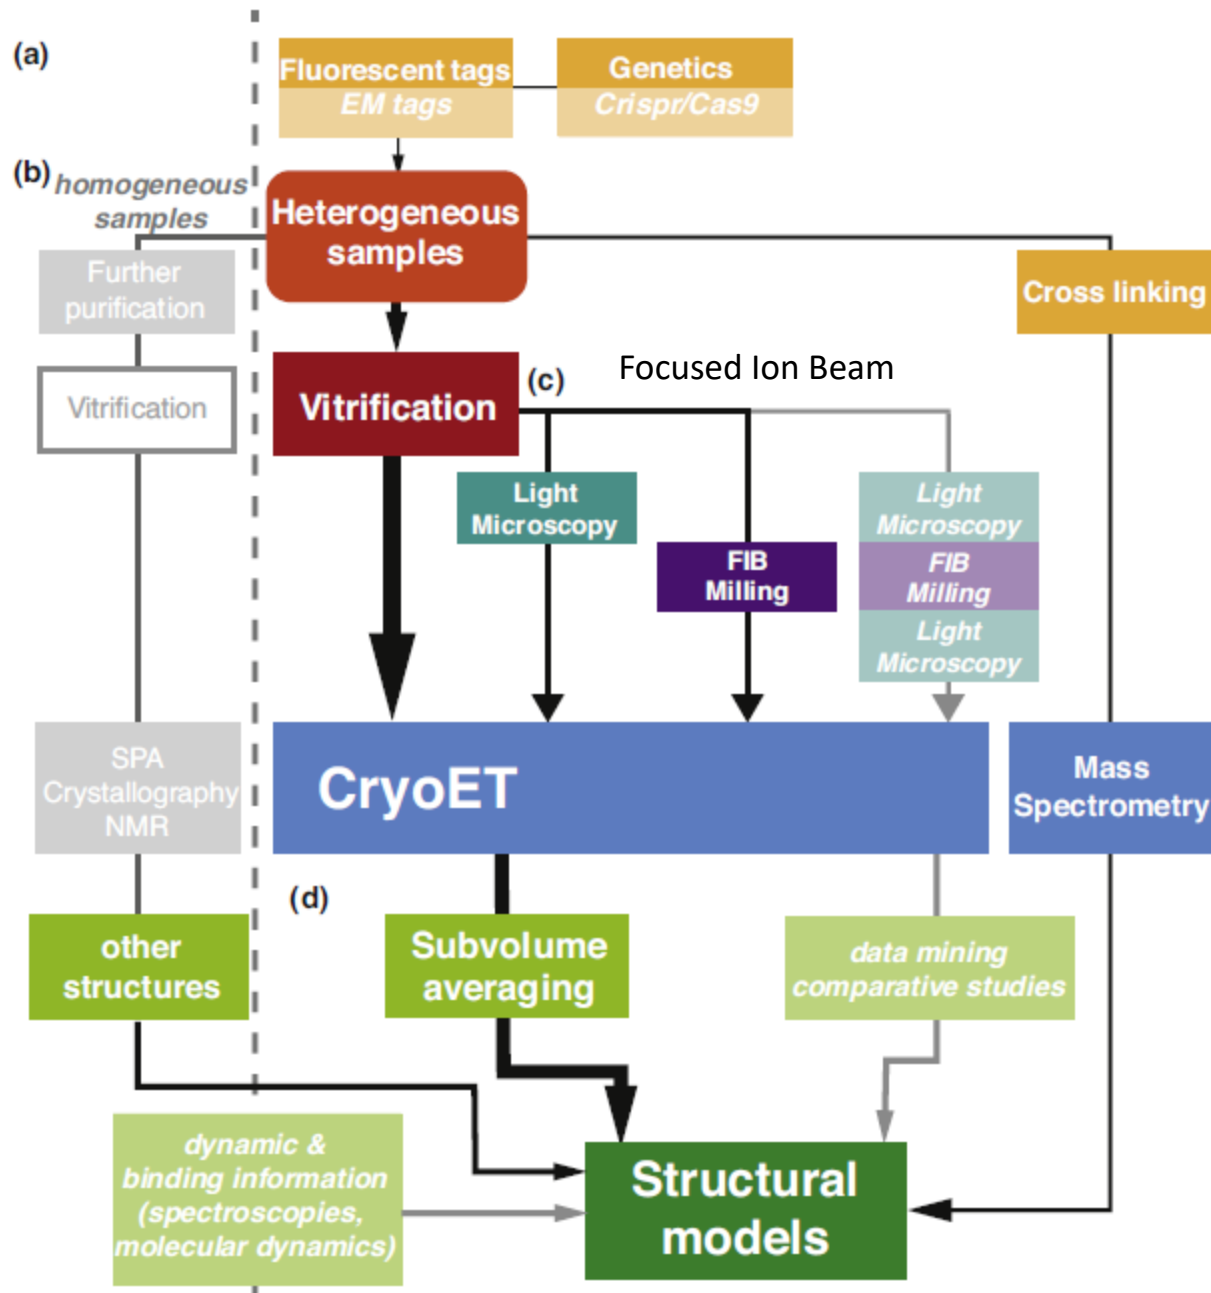 (a)
Fluorescent tags
EM tags
Genetics
Crispr/Cas9
(b)
homogeneous
samples
Heterogeneous
samples
Further
purification
Cross linking
Vitrification
Vitrification
(c)
Focused Ion Beam
Light
Microscopy
FIB
Milling
Light
Microscopy
FIB
Milling
Light
Microscopy
SPA
Crystallography
NMR
CryoET
Mass
Spectrometry
(d)
other
structures
Subvolume
averaging
data mining
comparative studies
dynamic &
binding information
(spectroscopies,
molecular dynamics)
Structural
models